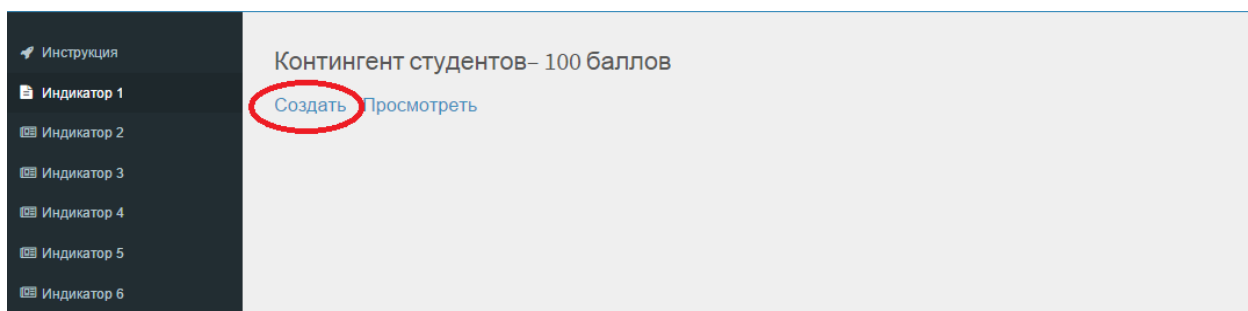 Инструкция
Индикатор 1
Индикатор 2
Индикатор 3
Индикатор 4
Индикатор 5
Индикатор 6
Контингент студентов– 100 баллов
Создать Просмотреть